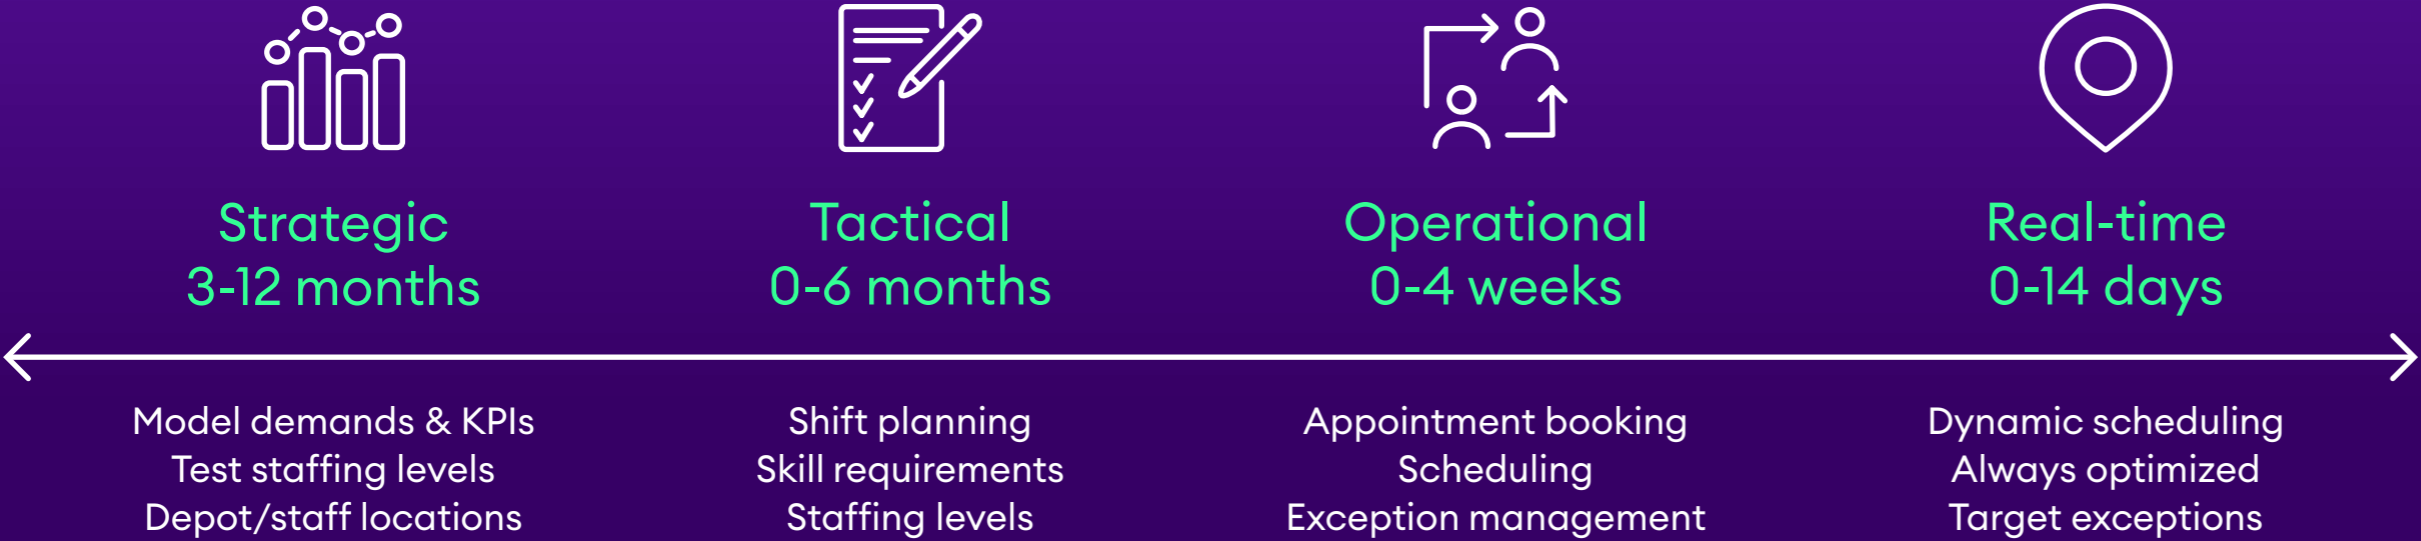 Strategic
3-12 months
Model demands & KPIs
Test staffing levels
Depot/staff locations
Tactical
0-6 months
Shift planning
Skill requirements
Staffing levels
Operational
0-4 weeks
Appointment booking
Scheduling
Exception management
Real-time
0-14 days
Dynamic scheduling
Always optimized
Target exceptions